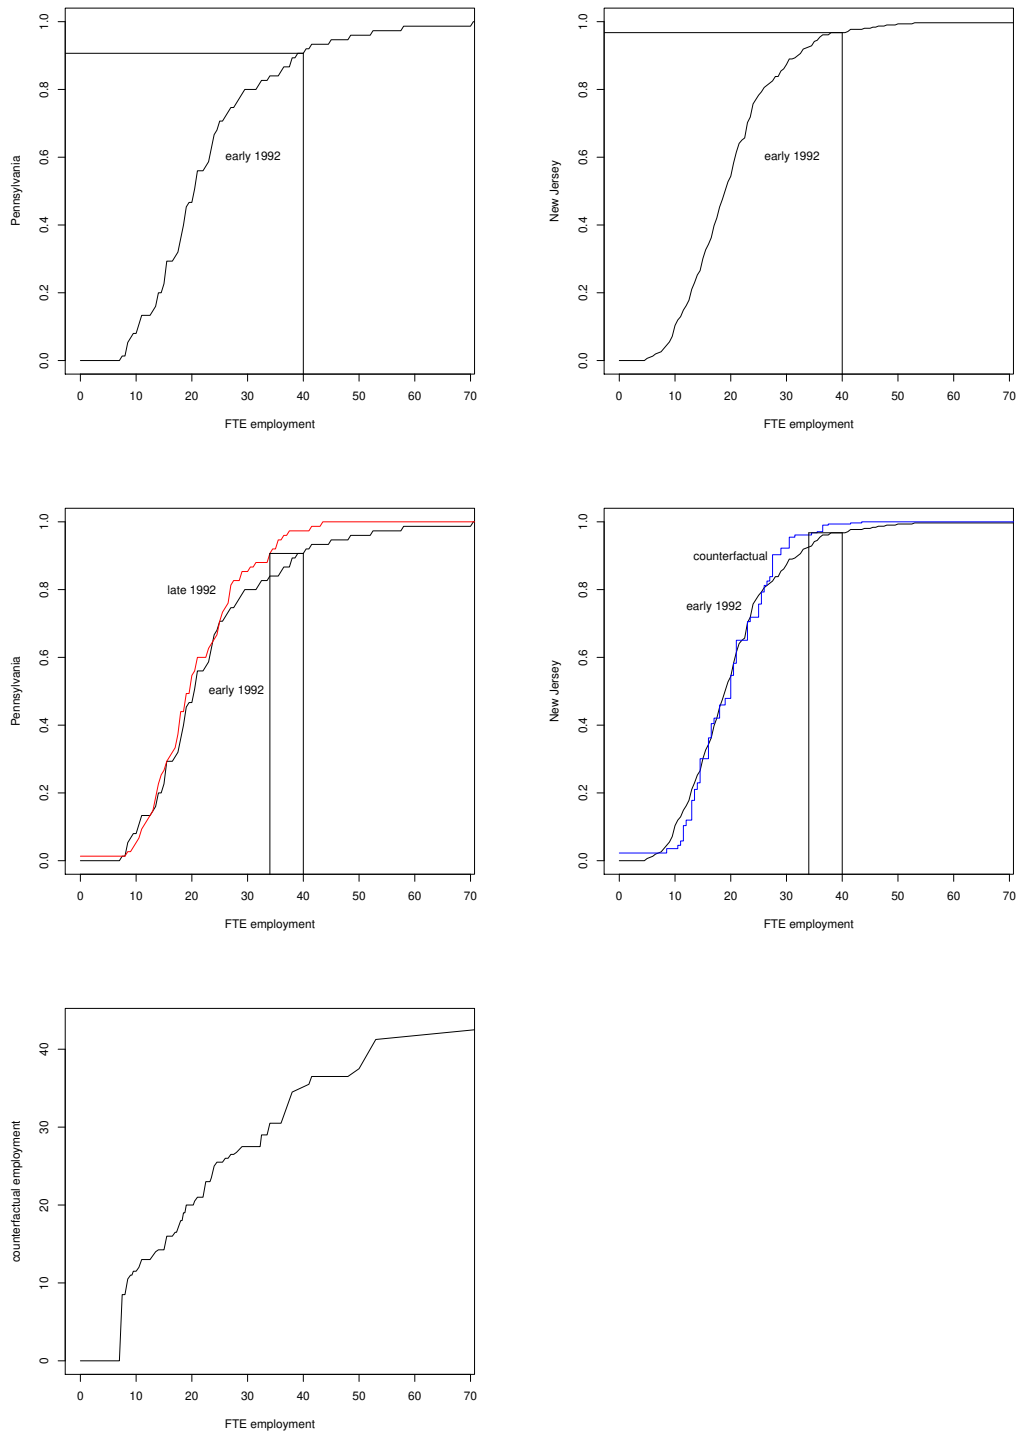 Pennsylvania
1.0
0.8
0.6
0.4
0.2
0.0
early 1992
0 10 20 30 40 50 60 70
FTE employment
New Jersey
1.0
0.8
0.6
0.4
0.2
0.0
early 1992
0 10 20 30 40 50 60 70
FTE employment
Pennsylvania
1.0
0.8
0.6
0.4
0.2
0.0
late 1992
early 1992
0 10 20 30 40 50 60 70
FTE employment
New Jersey
1.0
0.8
0.6
0.4
0.2
0.0
counterfactual
early 1992
0 10 20 30 40 50 60 70
FTE employment
counterfactual employment
40
30
20
10
0
0 10 20 30 40 50 60 70
FTE employment